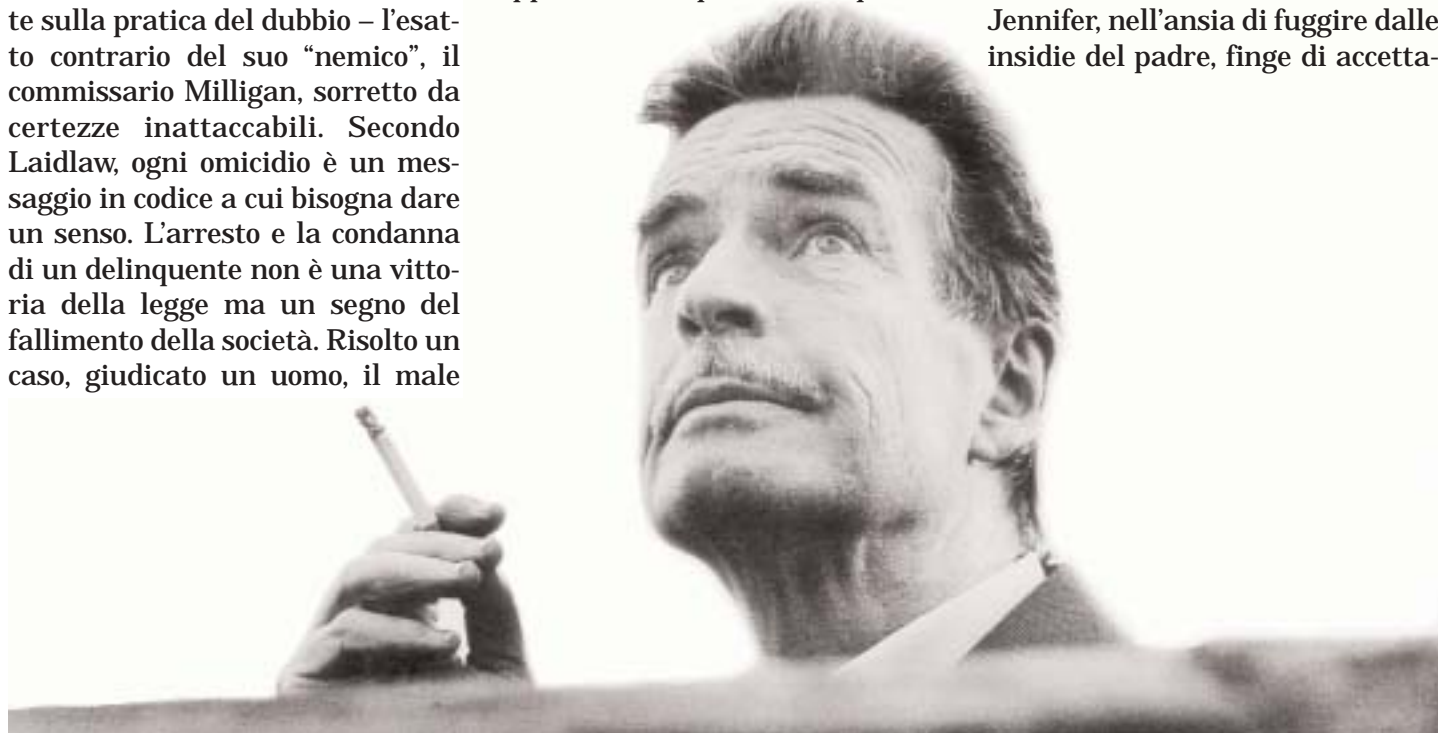 te sulla pratica del dubbio – l'esat-
to contrario del suo “nemico”, il
commissario Milligan, sorretto da
certezze inattaccabili. Secondo
Laidlaw, ogni omicidio è un mes-
saggio in codice a cui bisogna dare
un senso. L'arresto e la condanna
di un delinquente non è una vitto-
ria della legge ma un segno del
fallimento della società. Risolto un
caso, giudicato un uomo, il male
Jennifer, nell'ansia di fuggire dalle
insidie del padre, finge di accetta-